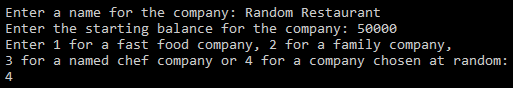 Enter a name for the company: Random Restaurant
Enter the starting balance for the company: 50000
Enter 1 for a fast food company, 2 for a family company,
3 for a named chef company or 4 for a company chosen at random:
4